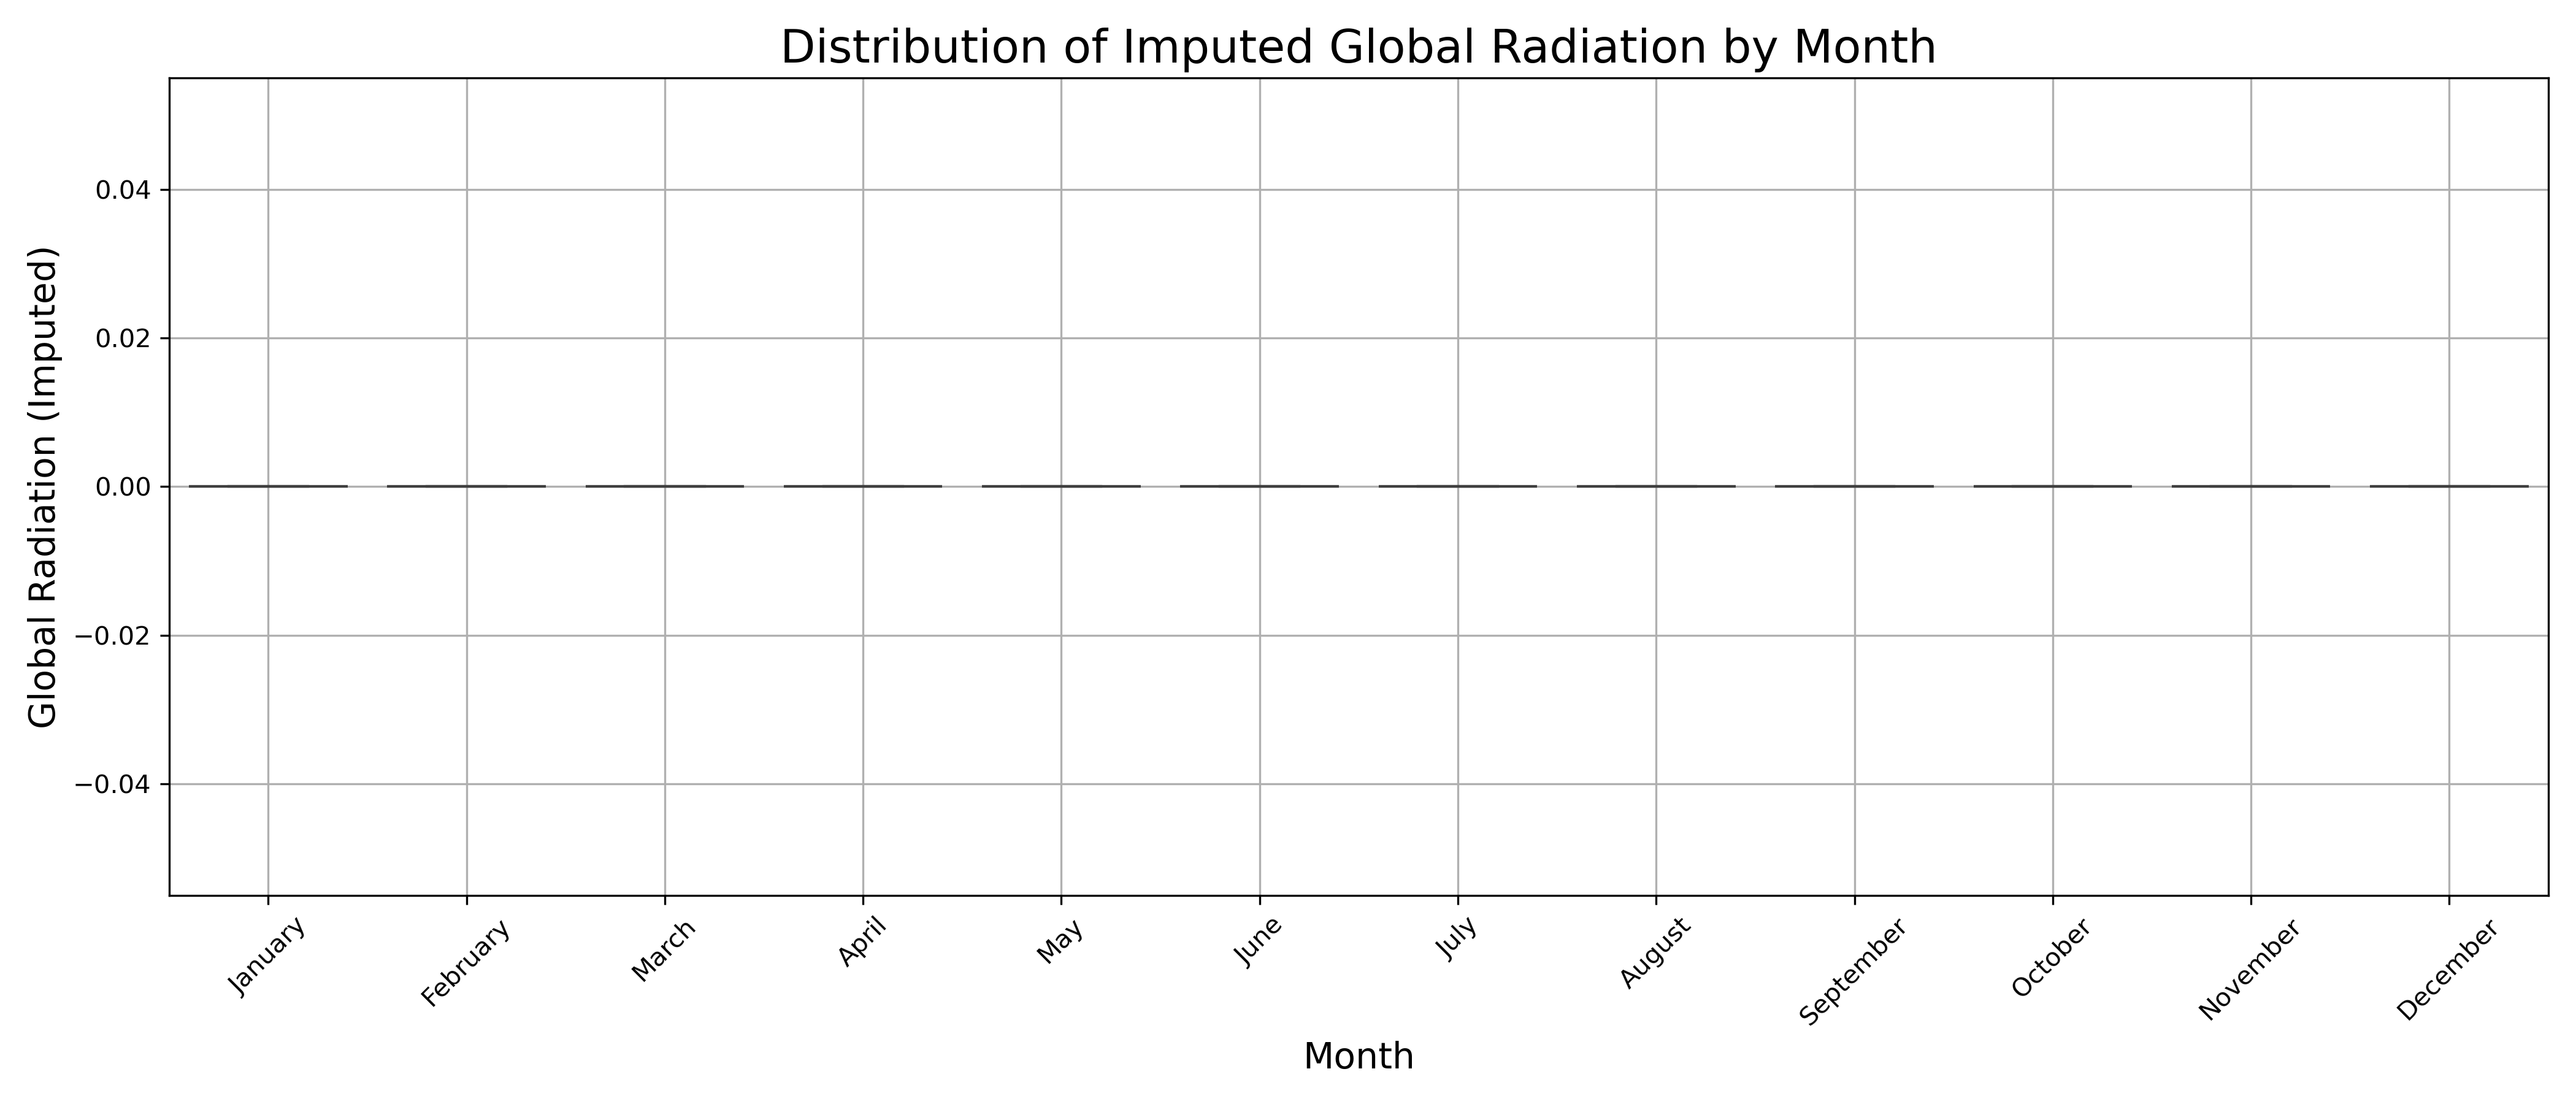 Distribution of Imputed Global Radiation by Month
Global Radiation (Imputed)
0.04
0.02
0.00
−0.02
−0.04
January
February
March
April
May
June
July
August
September
October
November
December
Month